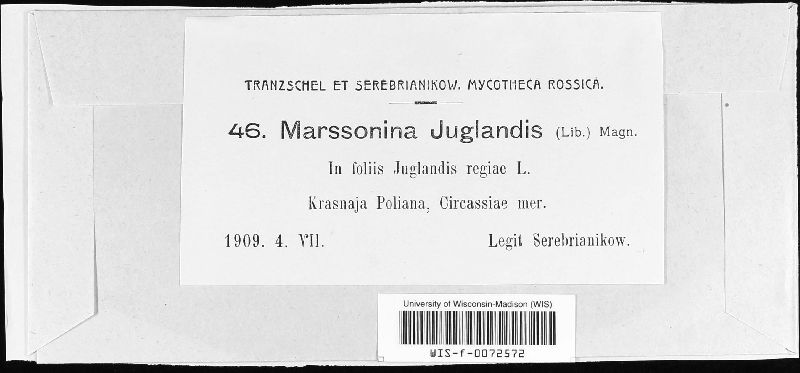 TRANZSCHEL ET SEREBRIANIKOW. MYCOTHECA ROSSICA.
46. Marssonina Juglandis (Lib.) Magn.
In foliis Juglandis regiae L.
Krasnaja Poliana, Circassiae mer.
1909. 4. VII. Legit Serebrianikow.
University of Wisconsin-Madison (WIS)
WIS-f-0072572